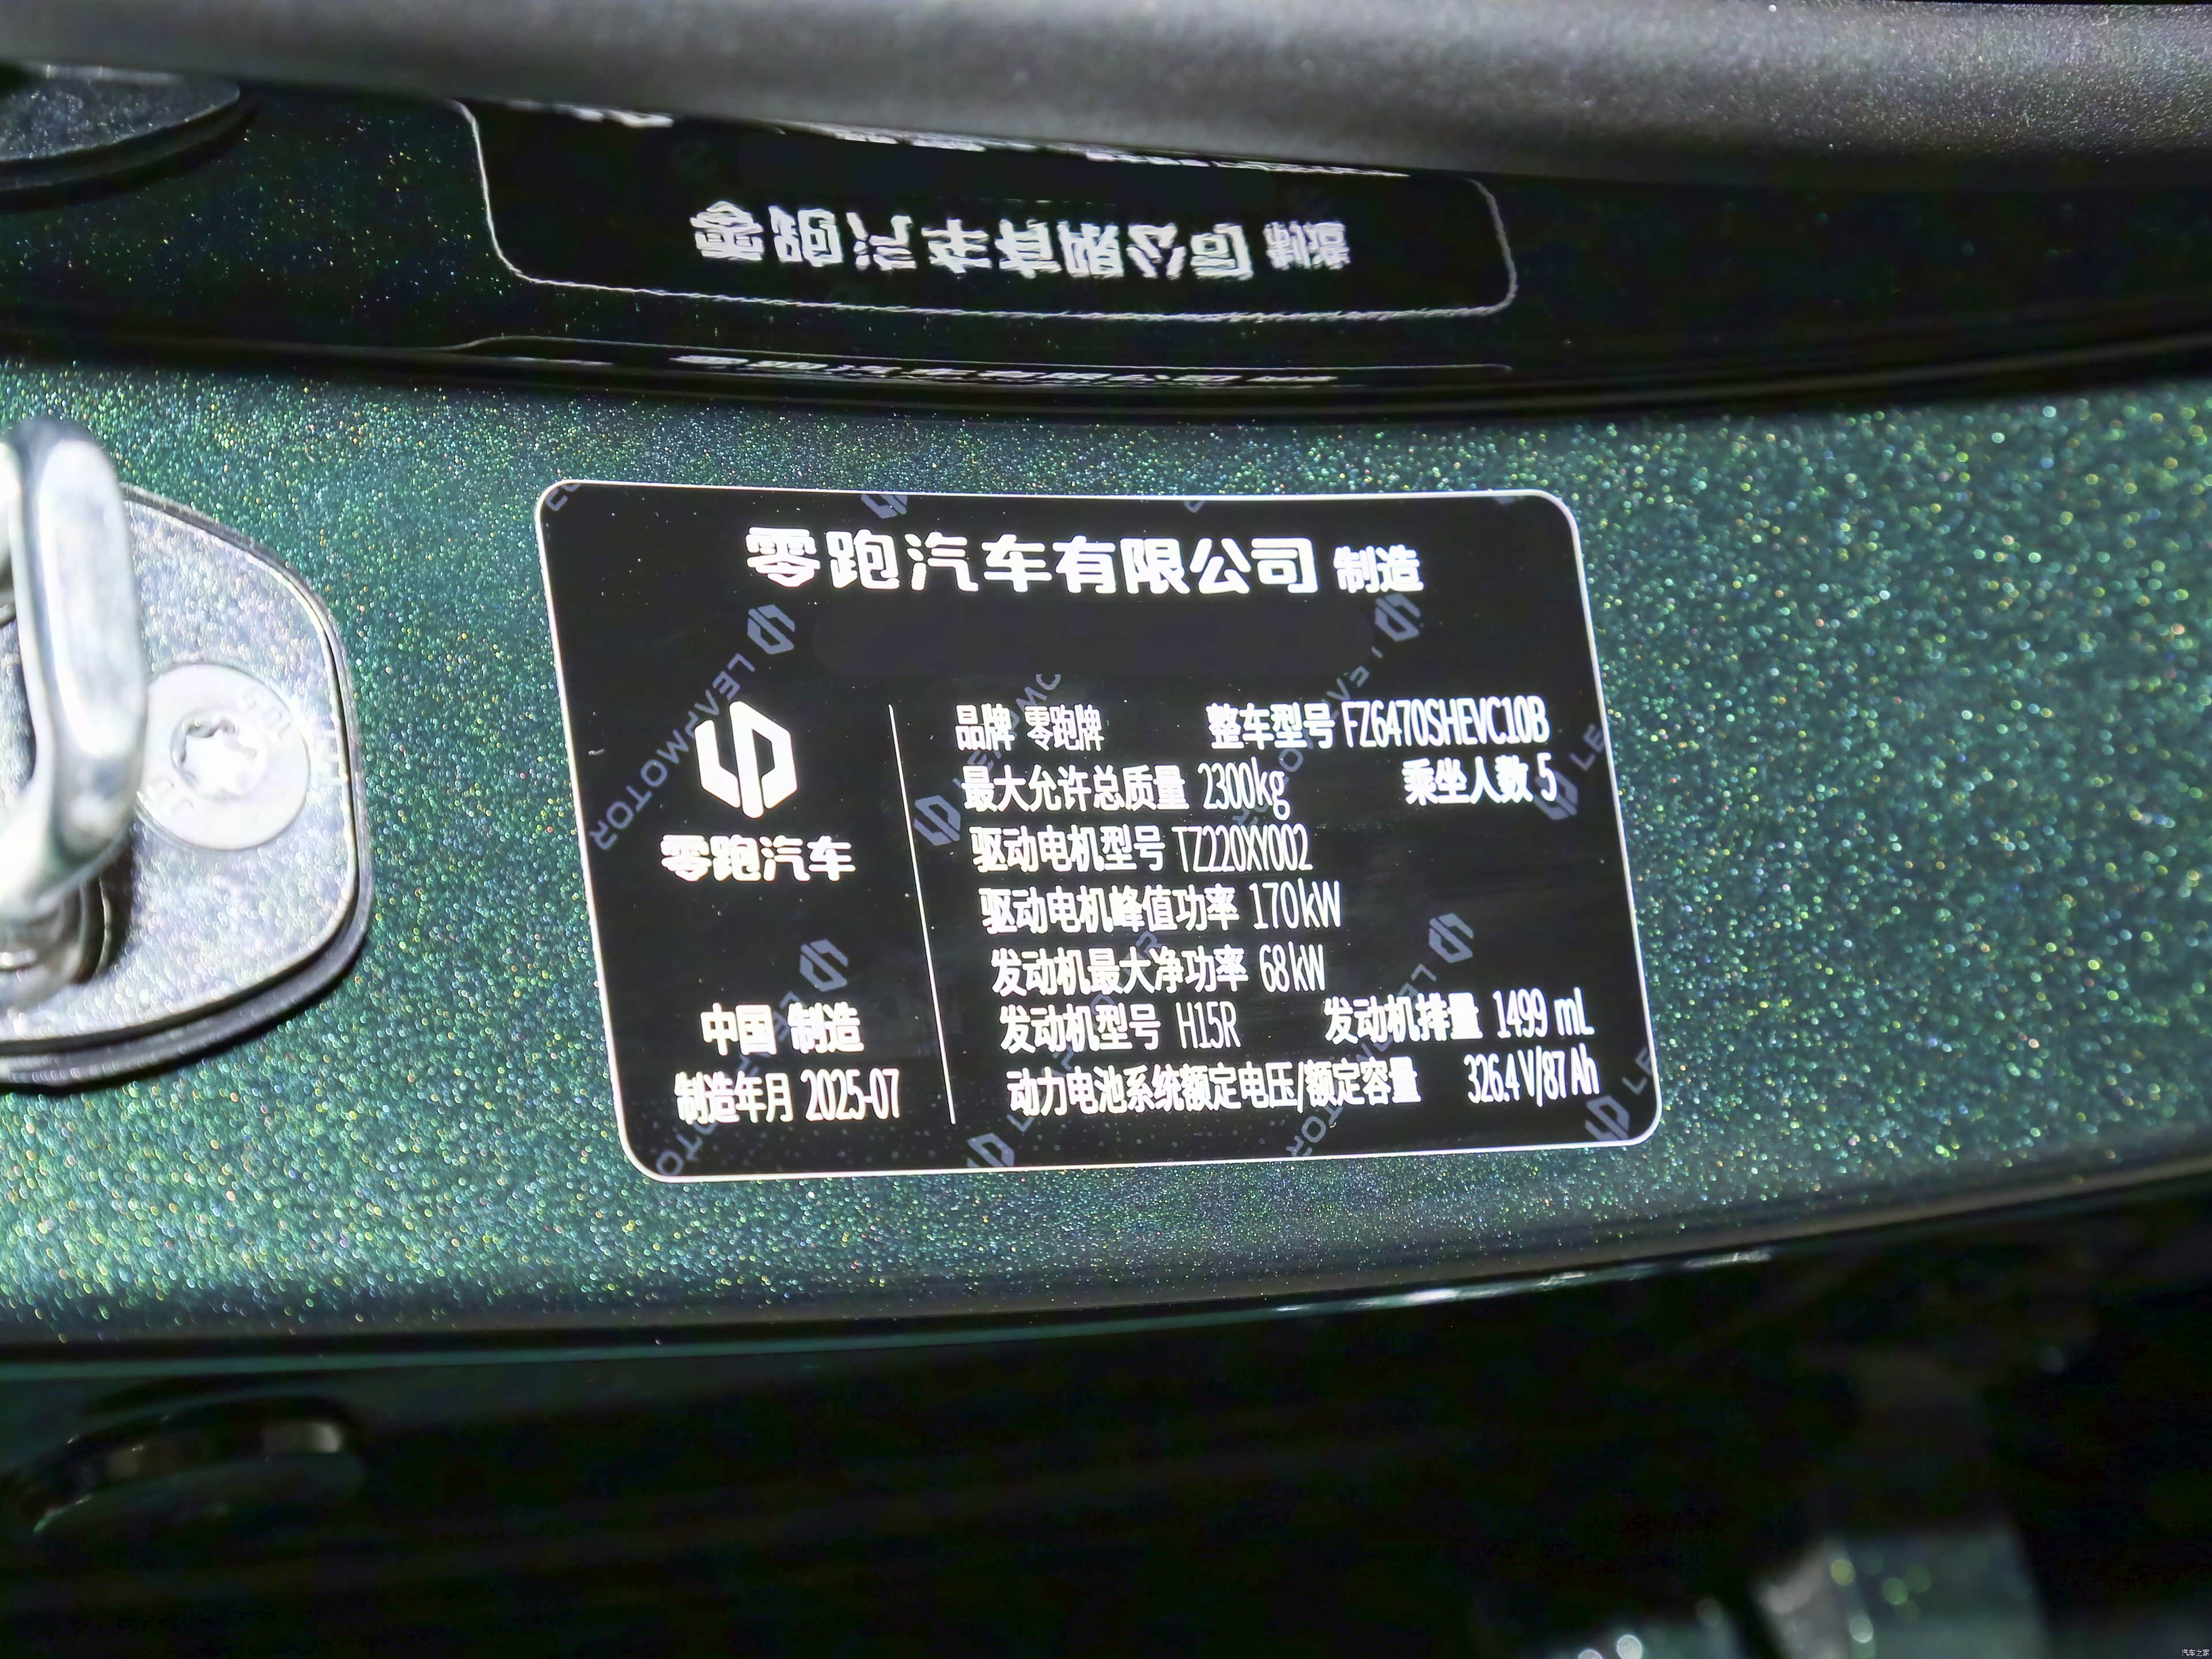 零跑汽车有限公司 制造
品牌 零跑牌 整车型号 FZ6470SHEVC10B
最大允许总质量 2300kg 乘坐人数 5
驱动电机型号 TZ220XY002
驱动电机峰值功率 170kW
发动机最大净功率 68kW
发动机型号 H15R 发动机排量 1499 mL
动力电池系统额定电压/额定容量 326.4V/87Ah
零跑汽车
中国 制造
制造年月 2025-07
LEAPMOTOR
汽车之家